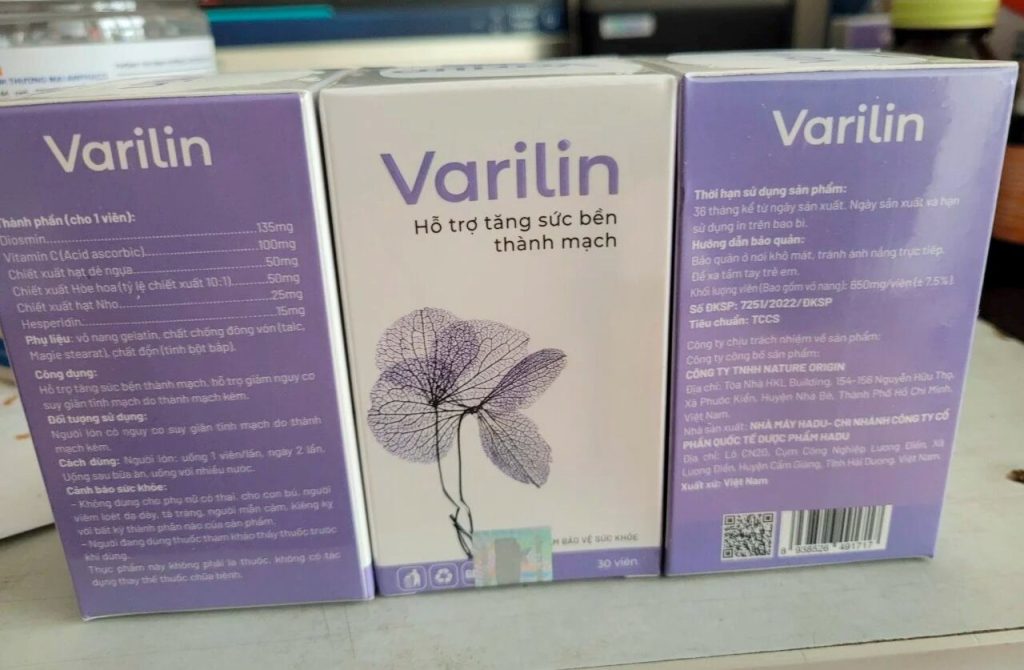 Varilin
Thành phần (cho 1 viên):
Diosmin 135mg
Vitamin C (Acid ascorbic) 100mg
Chiết xuất hạt dẻ ngựa 50mg
Chiết xuất Hòe hoa (tỷ lệ chiết xuất 10:1) 50mg
Chiết xuất hạt Nho 25mg
Hesperidin 15mg
Phụ liệu: vỏ nang gelatin, chất chống đông vón (talc,
Magie stearat), chất độn (tinh bột bắp).
Công dụng:
Hỗ trợ tăng sức bền thành mạch, hỗ trợ giảm nguy cơ
suy giãn tĩnh mạch do thành mạch kém.
Đối tượng sử dụng:
Người lớn có nguy cơ suy giãn tĩnh mạch do thành
mạch kém.
Cách dùng: Người lớn: uống 1 viên/lần, ngày 2 lần.
Uống sau bữa ăn, uống với nhiều nước.
Cảnh báo sức khỏe:
- Không dùng cho phụ nữ có thai, cho con bú, người
viêm loét dạ dày, tá tràng, người mẫn cảm, kiêng kỵ
với bất kỳ thành phần nào của sản phẩm.
- Người đang dùng thuốc tham khảo thầy thuốc trước
khi dùng.
Thực phẩm này không phải là thuốc, không có tác
dụng thay thế thuốc chữa bệnh.
Varilin
Hỗ trợ tăng sức bền
thành mạch
BẢO VỆ SỨC KHỎE
30 viên
Varilin
Thời hạn sử dụng sản phẩm:
36 tháng kể từ ngày sản xuất. Ngày sản xuất và hạn
sử dụng in trên bao bì.
Hướng dẫn bảo quản:
Bảo quản ở nơi khô mát, tránh ánh nắng trực tiếp.
Để xa tầm tay trẻ em.
Khối lượng viên (Bao gồm vỏ nang): 650mg/viên (± 7.5%).
Số ĐKSP: 7251/2022/ĐKSP
Tiêu chuẩn: TCCS
Công ty chịu trách nhiệm về sản phẩm:
Công ty công bố sản phẩm:
CÔNG TY TNHH NATURE ORIGIN
Địa chỉ: Tòa Nhà HKL Building, 154-156 Nguyễn Hữu Thọ,
Xã Phước Kiển, Huyện Nhà Bè, Thành Phố Hồ Chí Minh,
Việt Nam.
Nhà sản xuất: NHÀ MÁY HADU- CHI NHÁNH CÔNG TY CỔ
PHẦN QUỐC TẾ DƯỢC PHẨM HADU
Địa chỉ: Lô CN20, Cụm Công Nghiệp Lương Điền, Xã
Lương Điền, Huyện Cẩm Giàng, Tỉnh Hải Dương, Việt Nam.
Xuất xứ: Việt Nam
8 938526 491717